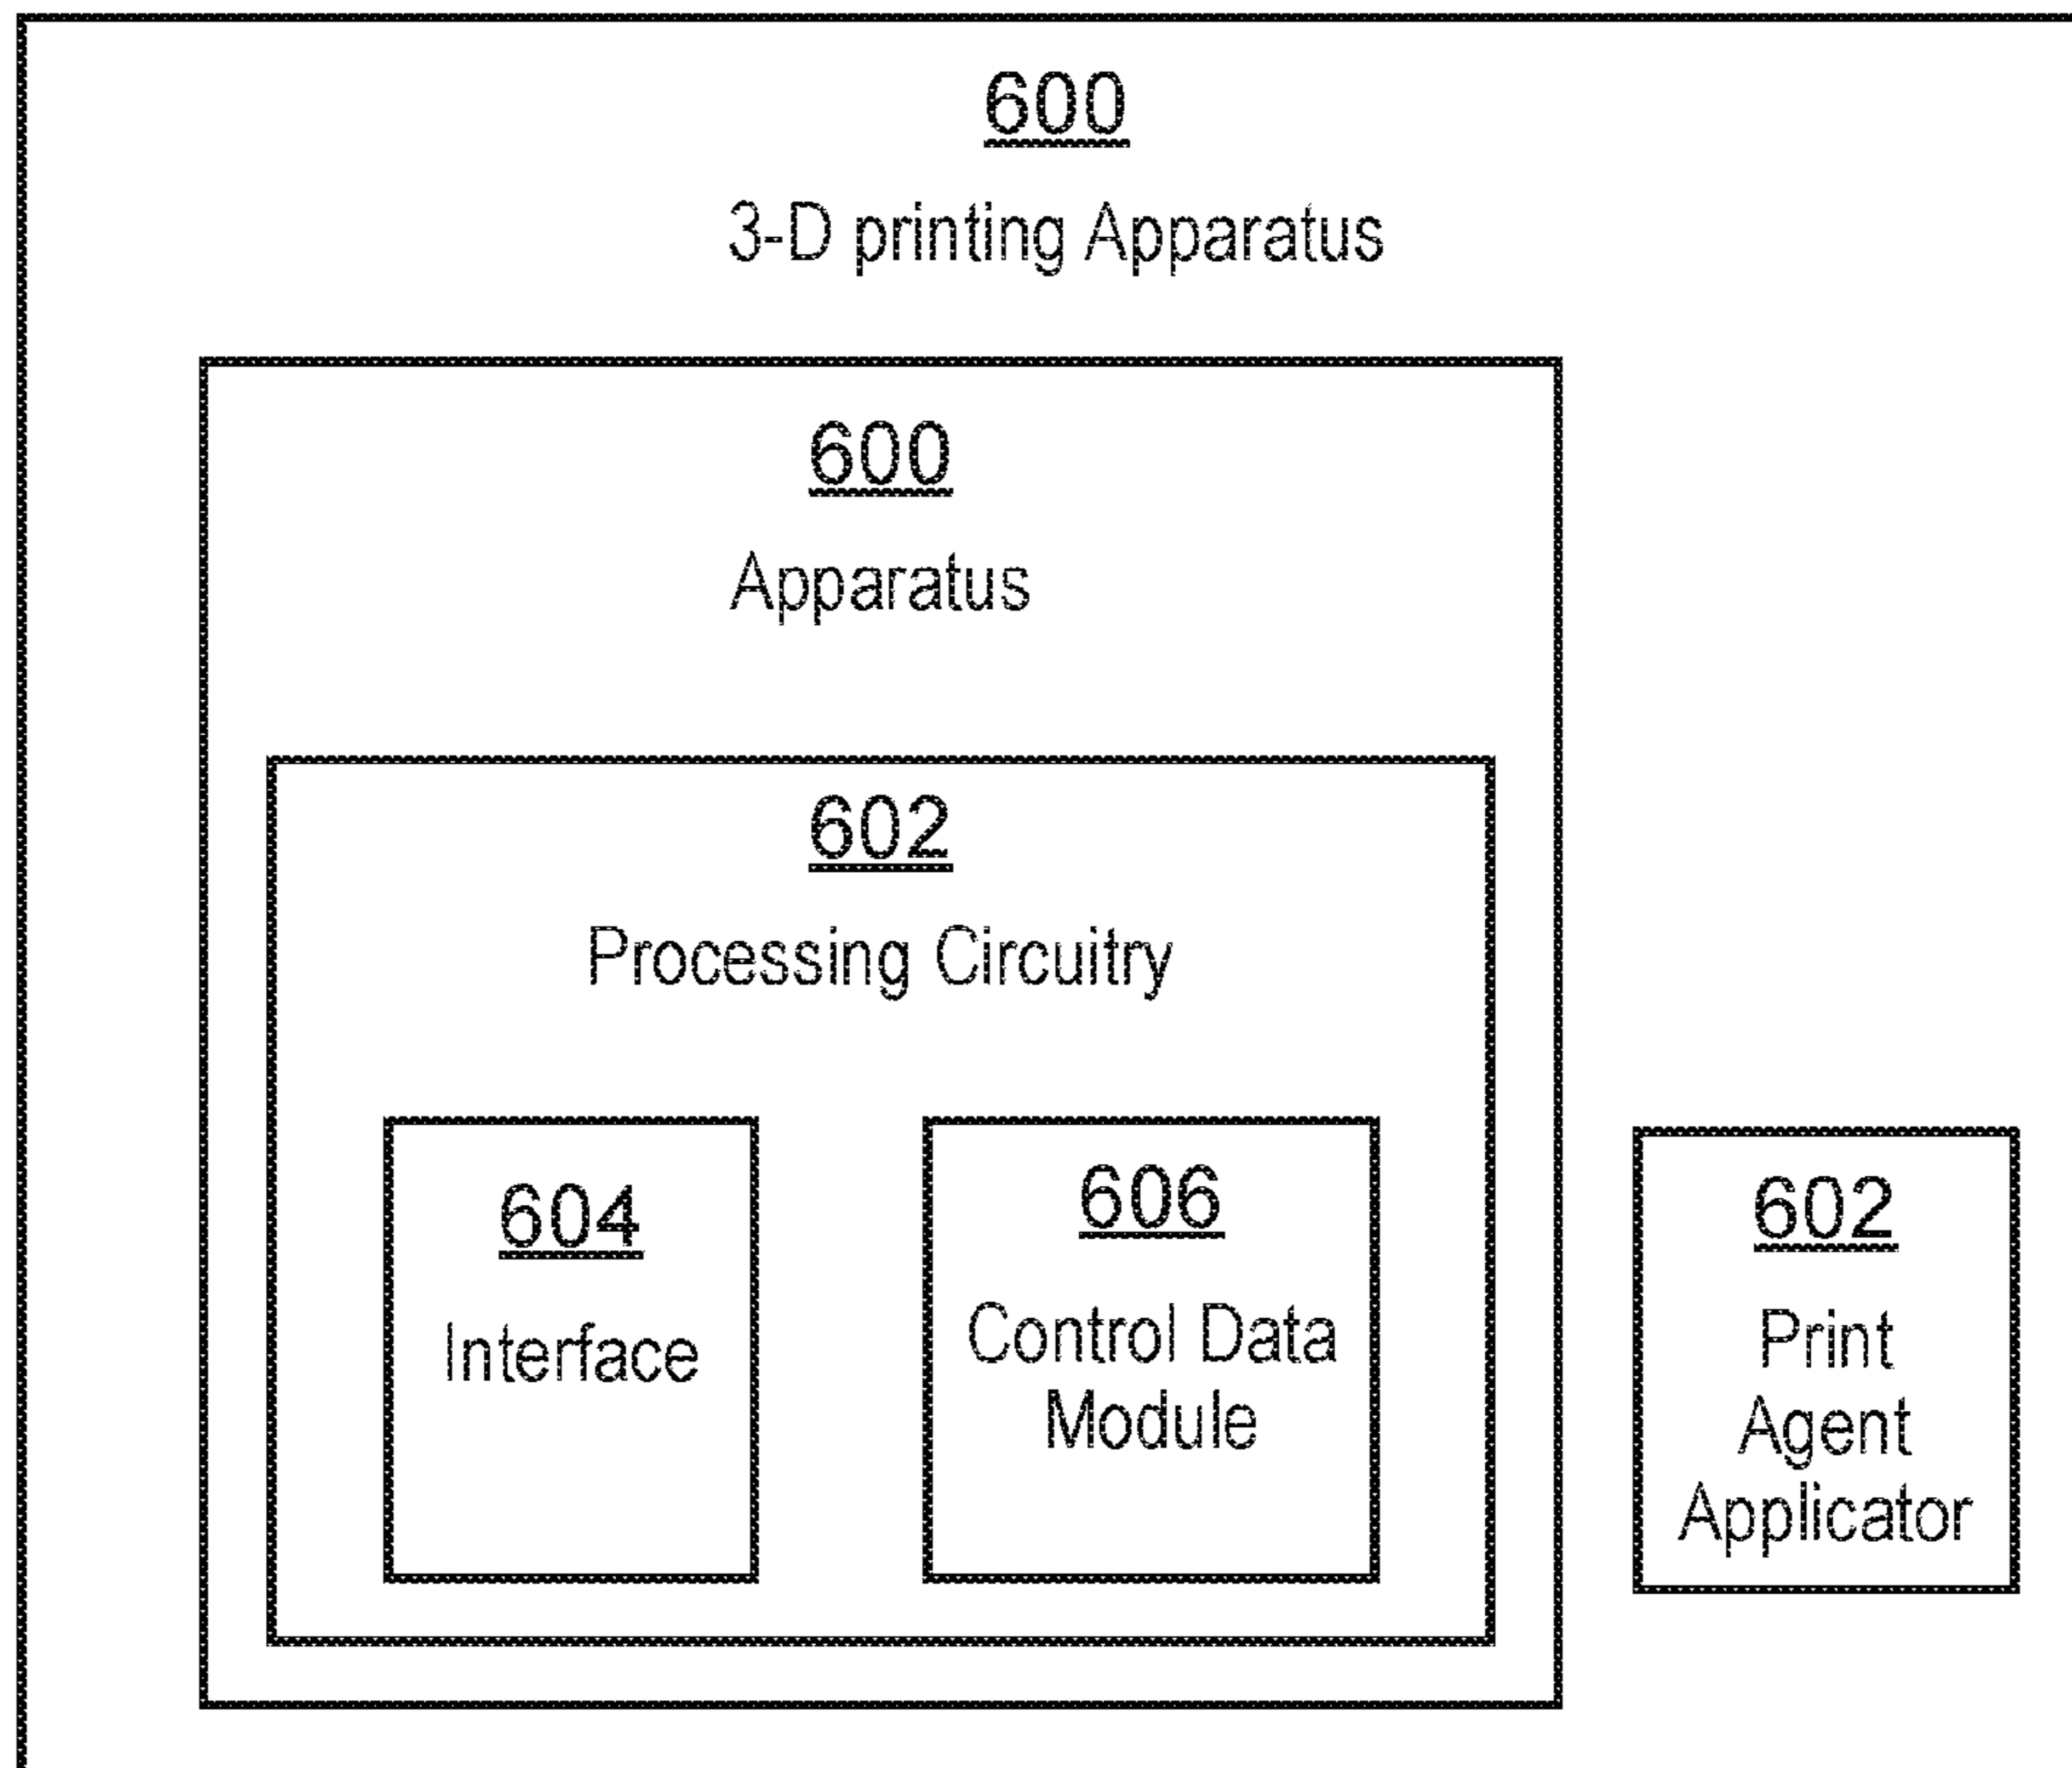 600
3-D printing Apparatus
600
Apparatus
602
Processing Circuitry
604
Interface
606
Control Data
Module
602
Print
Agent
Applicator